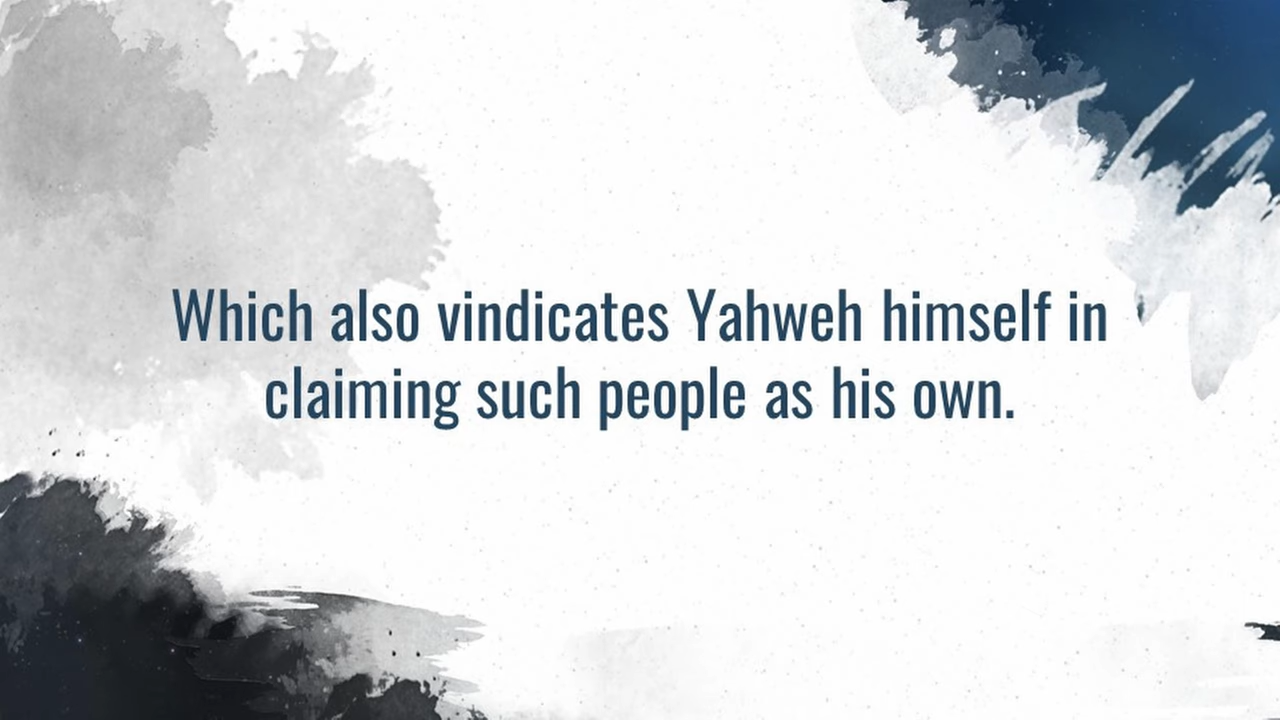 Which also vindicates Yahweh himself in
claiming such people as his own.